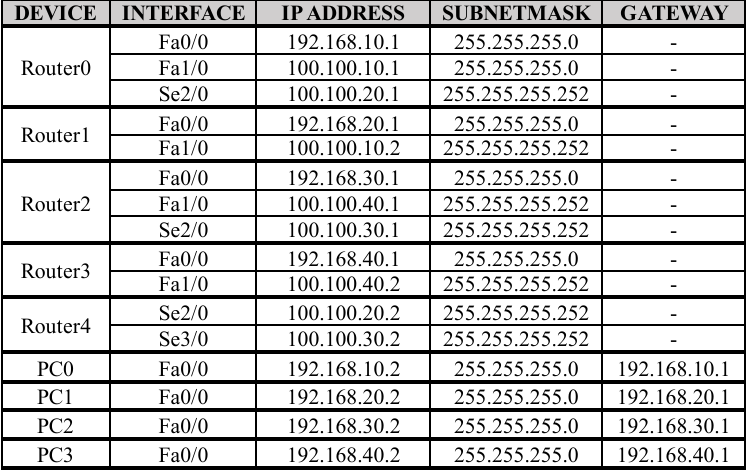 DEVICE INTERFACE IP ADDRESS SUBNETMASK GATEWAY
Router0 Fa0/0 192.168.10.1 255.255.255.0 -
Fa1/0 100.100.10.1 255.255.255.0 -
Se2/0 100.100.20.1 255.255.255.252 -
Router1 Fa0/0 192.168.20.1 255.255.255.0 -
Fa1/0 100.100.10.2 255.255.255.252 -
Router2 Fa0/0 192.168.30.1 255.255.255.0 -
Fa1/0 100.100.40.1 255.255.255.252 -
Se2/0 100.100.30.1 255.255.255.252 -
Router3 Fa0/0 192.168.40.1 255.255.255.0 -
Fa1/0 100.100.40.2 255.255.255.252 -
Router4 Se2/0 100.100.20.2 255.255.255.252 -
Se3/0 100.100.30.2 255.255.255.252 -
PC0 Fa0/0 192.168.10.2 255.255.255.0 192.168.10.1
PC1 Fa0/0 192.168.20.2 255.255.255.0 192.168.20.1
PC2 Fa0/0 192.168.30.2 255.255.255.0 192.168.30.1
PC3 Fa0/0 192.168.40.2 255.255.255.0 192.168.40.1